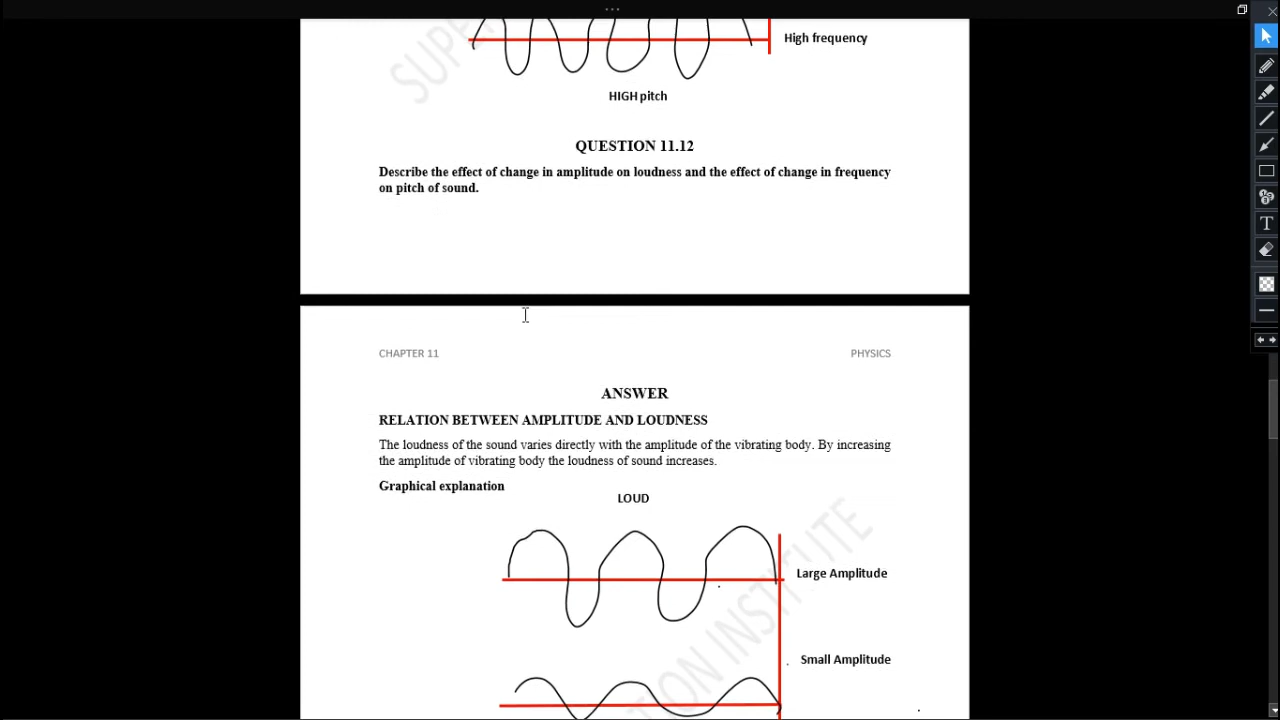 High frequency
HIGH pitch
QUESTION 11.12
Describe the effect of change in amplitude on loudness and the effect of change in frequency
on pitch of sound.
CHAPTER 11 PHYSICS
ANSWER
RELATION BETWEEN AMPLITUDE AND LOUDNESS
The loudness of the sound varies directly with the amplitude of the vibrating body. By increasing
the amplitude of vibrating body the loudness of sound increases.
Graphical explanation
LOUD
Large Amplitude
Small Amplitude
SUPE
TION INSTITUTE